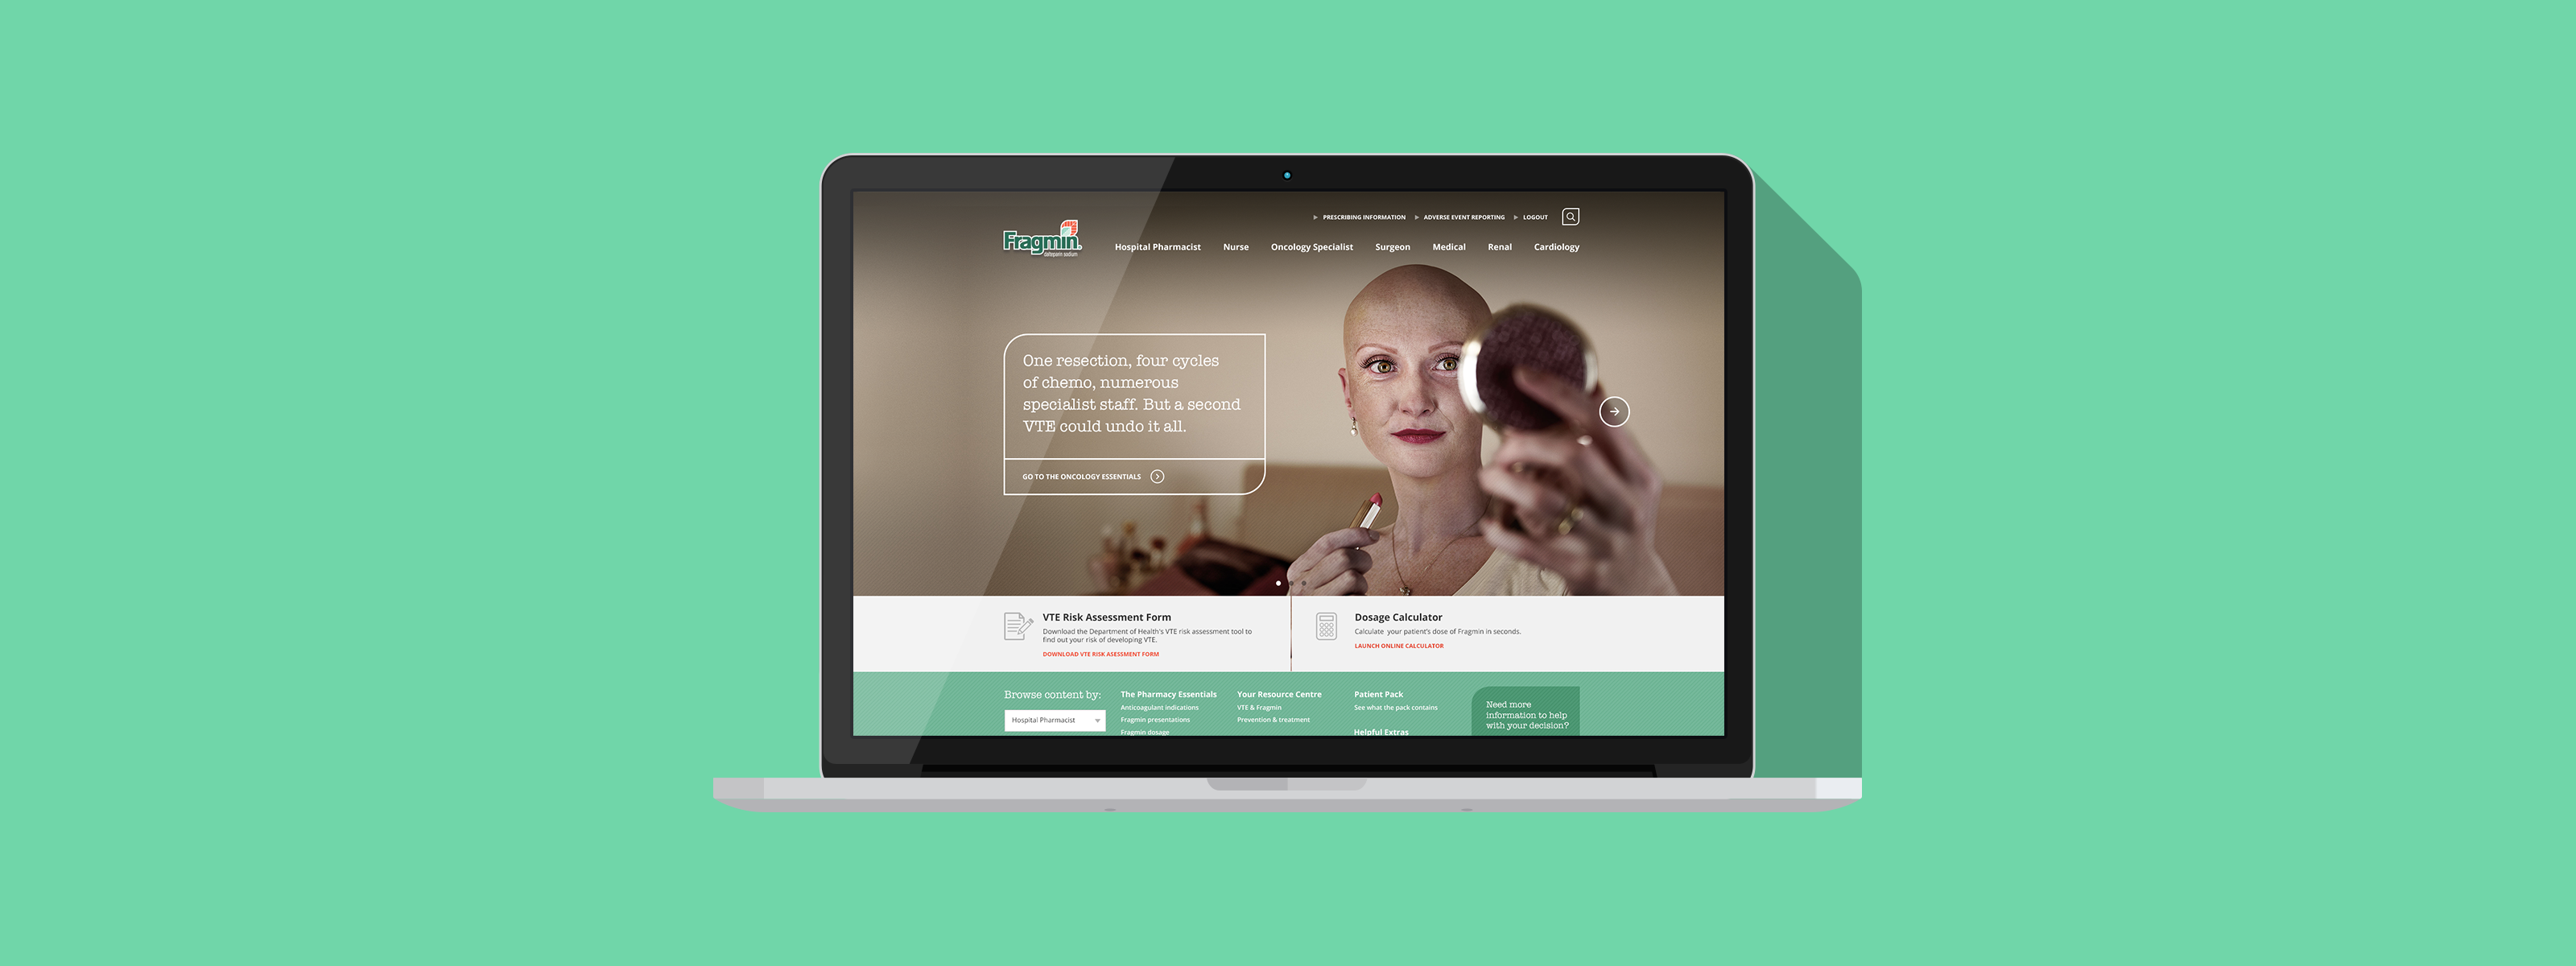 PRESCRIBING INFORMATION ADVERSE EVENT REPORTING LOGOUT
Fragmin
dalteparin sodium
Hospital Pharmacist Nurse Oncology Specialist Surgeon Medical Renal Cardiology
One resection, four cycles
of chemo, numerous
specialist staff. But a second
VTE could undo it all.
GO TO THE ONCOLOGY ESSENTIALS
VTE Risk Assessment Form
Download the Department of Health's VTE risk assessment tool to
find out your risk of developing VTE.
DOWNLOAD VTE RISK ASESSMENT FORM
Dosage Calculator
Calculate your patient's dose of Fragmin in seconds.
LAUNCH ONLINE CALCULATOR
Browse content by:
Hospital Pharmacist
The Pharmacy Essentials
Anticoagulant indications
Fragmin presentations
Fragmin dosage
Your Resource Centre
VTE & Fragmin
Prevention & treatment
Patient Pack
See what the pack contains
Helpful Extras
Need more
information to help
with your decision?